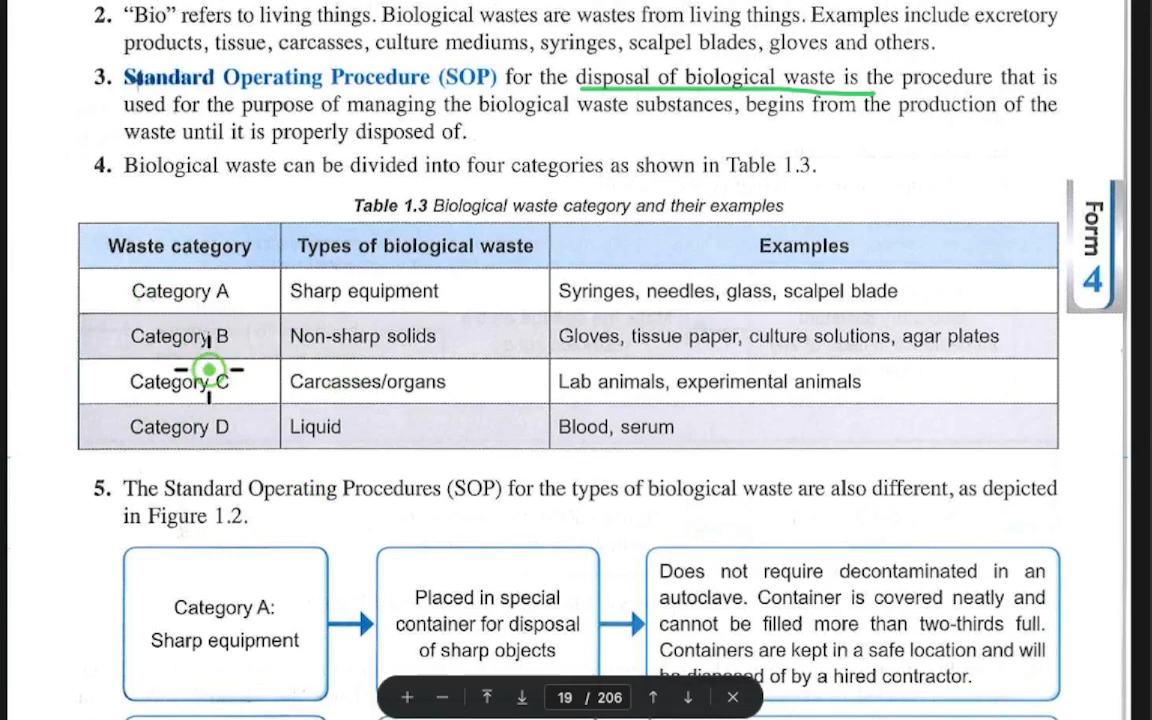 2. “Bio” refers to living things. Biological wastes are wastes from living things. Examples include excretory
products, tissue, carcasses, culture mediums, syringes, scalpel blades, gloves and others.
3. Standard Operating Procedure (SOP) for the disposal of biological waste is the procedure that is
used for the purpose of managing the biological waste substances, begins from the production of the
waste until it is properly disposed of.
4. Biological waste can be divided into four categories as shown in Table 1.3.
Table 1.3 Biological waste category and their examples
Waste category Types of biological waste Examples
Category A Sharp equipment Syringes, needles, glass, scalpel blade
Category B Non-sharp solids Gloves, tissue paper, culture solutions, agar plates
Category C Carcasses/organs Lab animals, experimental animals
Category D Liquid Blood, serum
Form 4
5. The Standard Operating Procedures (SOP) for the types of biological waste are also different, as depicted
in Figure 1.2.
Category A:
Sharp equipment
Placed in special
container for disposal
of sharp objects
Does not require decontaminated in an
autoclave. Container is covered neatly and
cannot be filled more than two-thirds full.
Containers are kept in a safe location and will
of by a hired contractor.
19 / 206